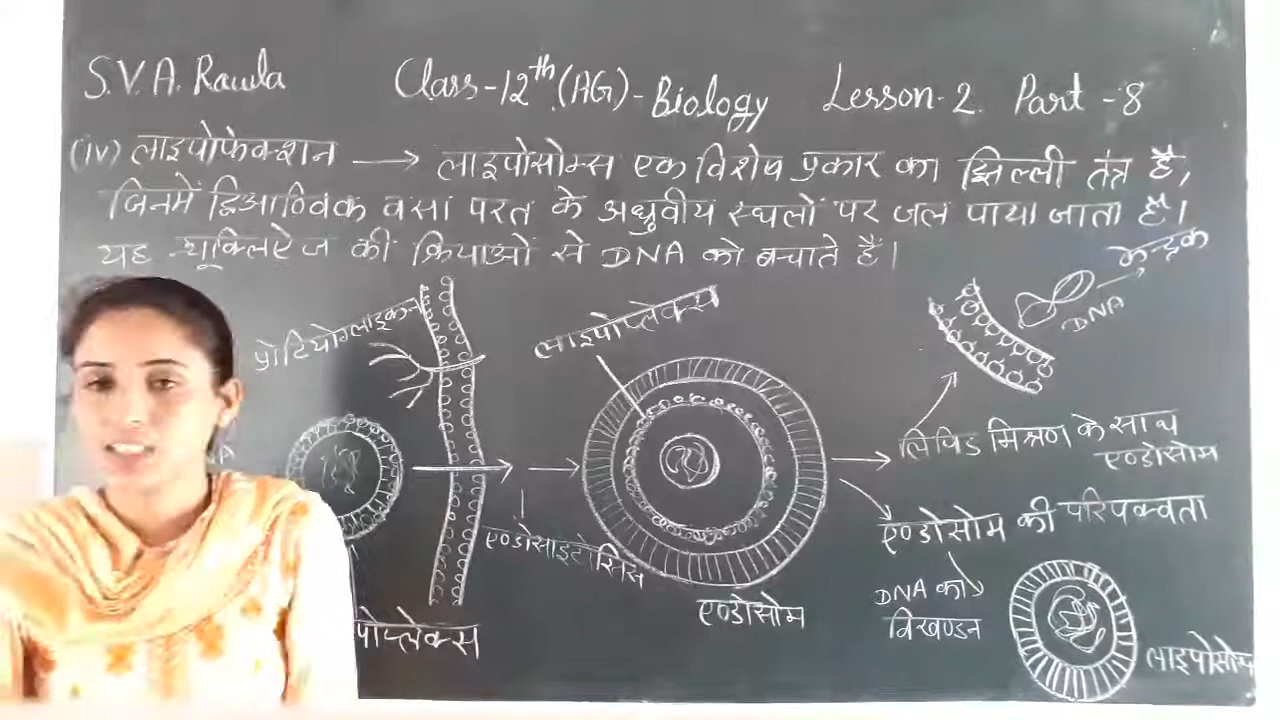 S.V.A. Rawla Class-12th (AG)-Biology Lesson-2. Part-8
(iv) लाइपोफेक्शन → लाइपोसोम्स एक विशेष प्रकार का झिल्ली तंत्र है,
जिनमें द्विआण्विक वसा परत के अध्रुवीय स्थलों पर जल पाया जाता है।
यह न्यूक्लिऐज की क्रियाओं से DNA को बचाते हैं।
केन्द्रक
DNA
प्रोटियोग्लाइकन
लाइपोप्लेक्स
लिपिड मिश्रण के साथ
एण्डोसोम
एण्डोसोम की परिपक्वता
एण्डोसाइटोसिस
DNA का
विखण्डन
एण्डोसोम
पोप्लेक्स
लाइपोसोम